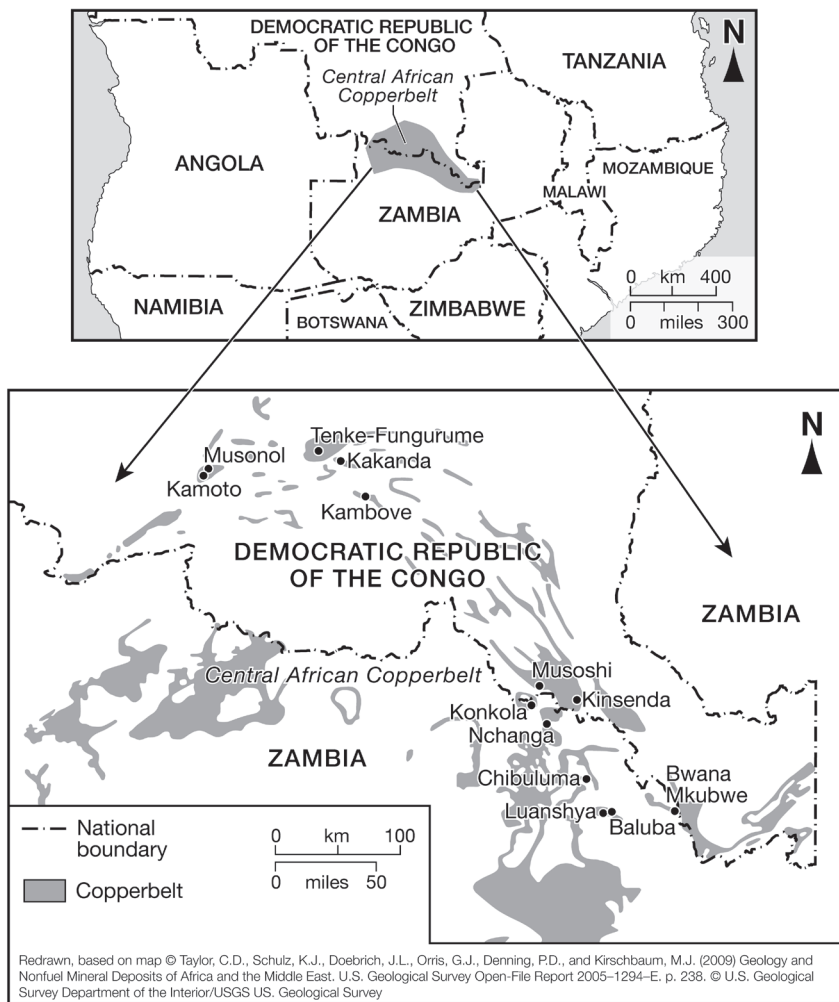 DEMOCRATIC REPUBLIC
OF THE CONGO
N
TANZANIA
Central African
Copperbelt
ANGOLA
MOZAMBIQUE
MALAWI
ZAMBIA
0 km 400
0 miles 300
NAMIBIA
BOTSWANA
ZIMBABWE
N
Tenke-Fungurume
Musonol
Kakanda
Kamoto
Kambove
DEMOCRATIC REPUBLIC
OF THE CONGO
ZAMBIA
Central African Copperbelt
Musoshi
Kinsenda
Konkola
Nchanga
ZAMBIA
Chibuluma
Bwana
Mkubwe
Luanshya
Baluba
National
boundary
Copperbelt
0 km 100
0 miles 50
Redrawn, based on map © Taylor, C.D., Schulz, K.J., Doebrich, J.L., Orris, G.J., Denning, P.D., and Kirschbaum, M.J. (2009) Geology and
Nonfuel Mineral Deposits of Africa and the Middle East. U.S. Geological Survey Open-File Report 2005–1294–E. p. 238. © U.S. Geological
Survey Department of the Interior/USGS US. Geological Survey